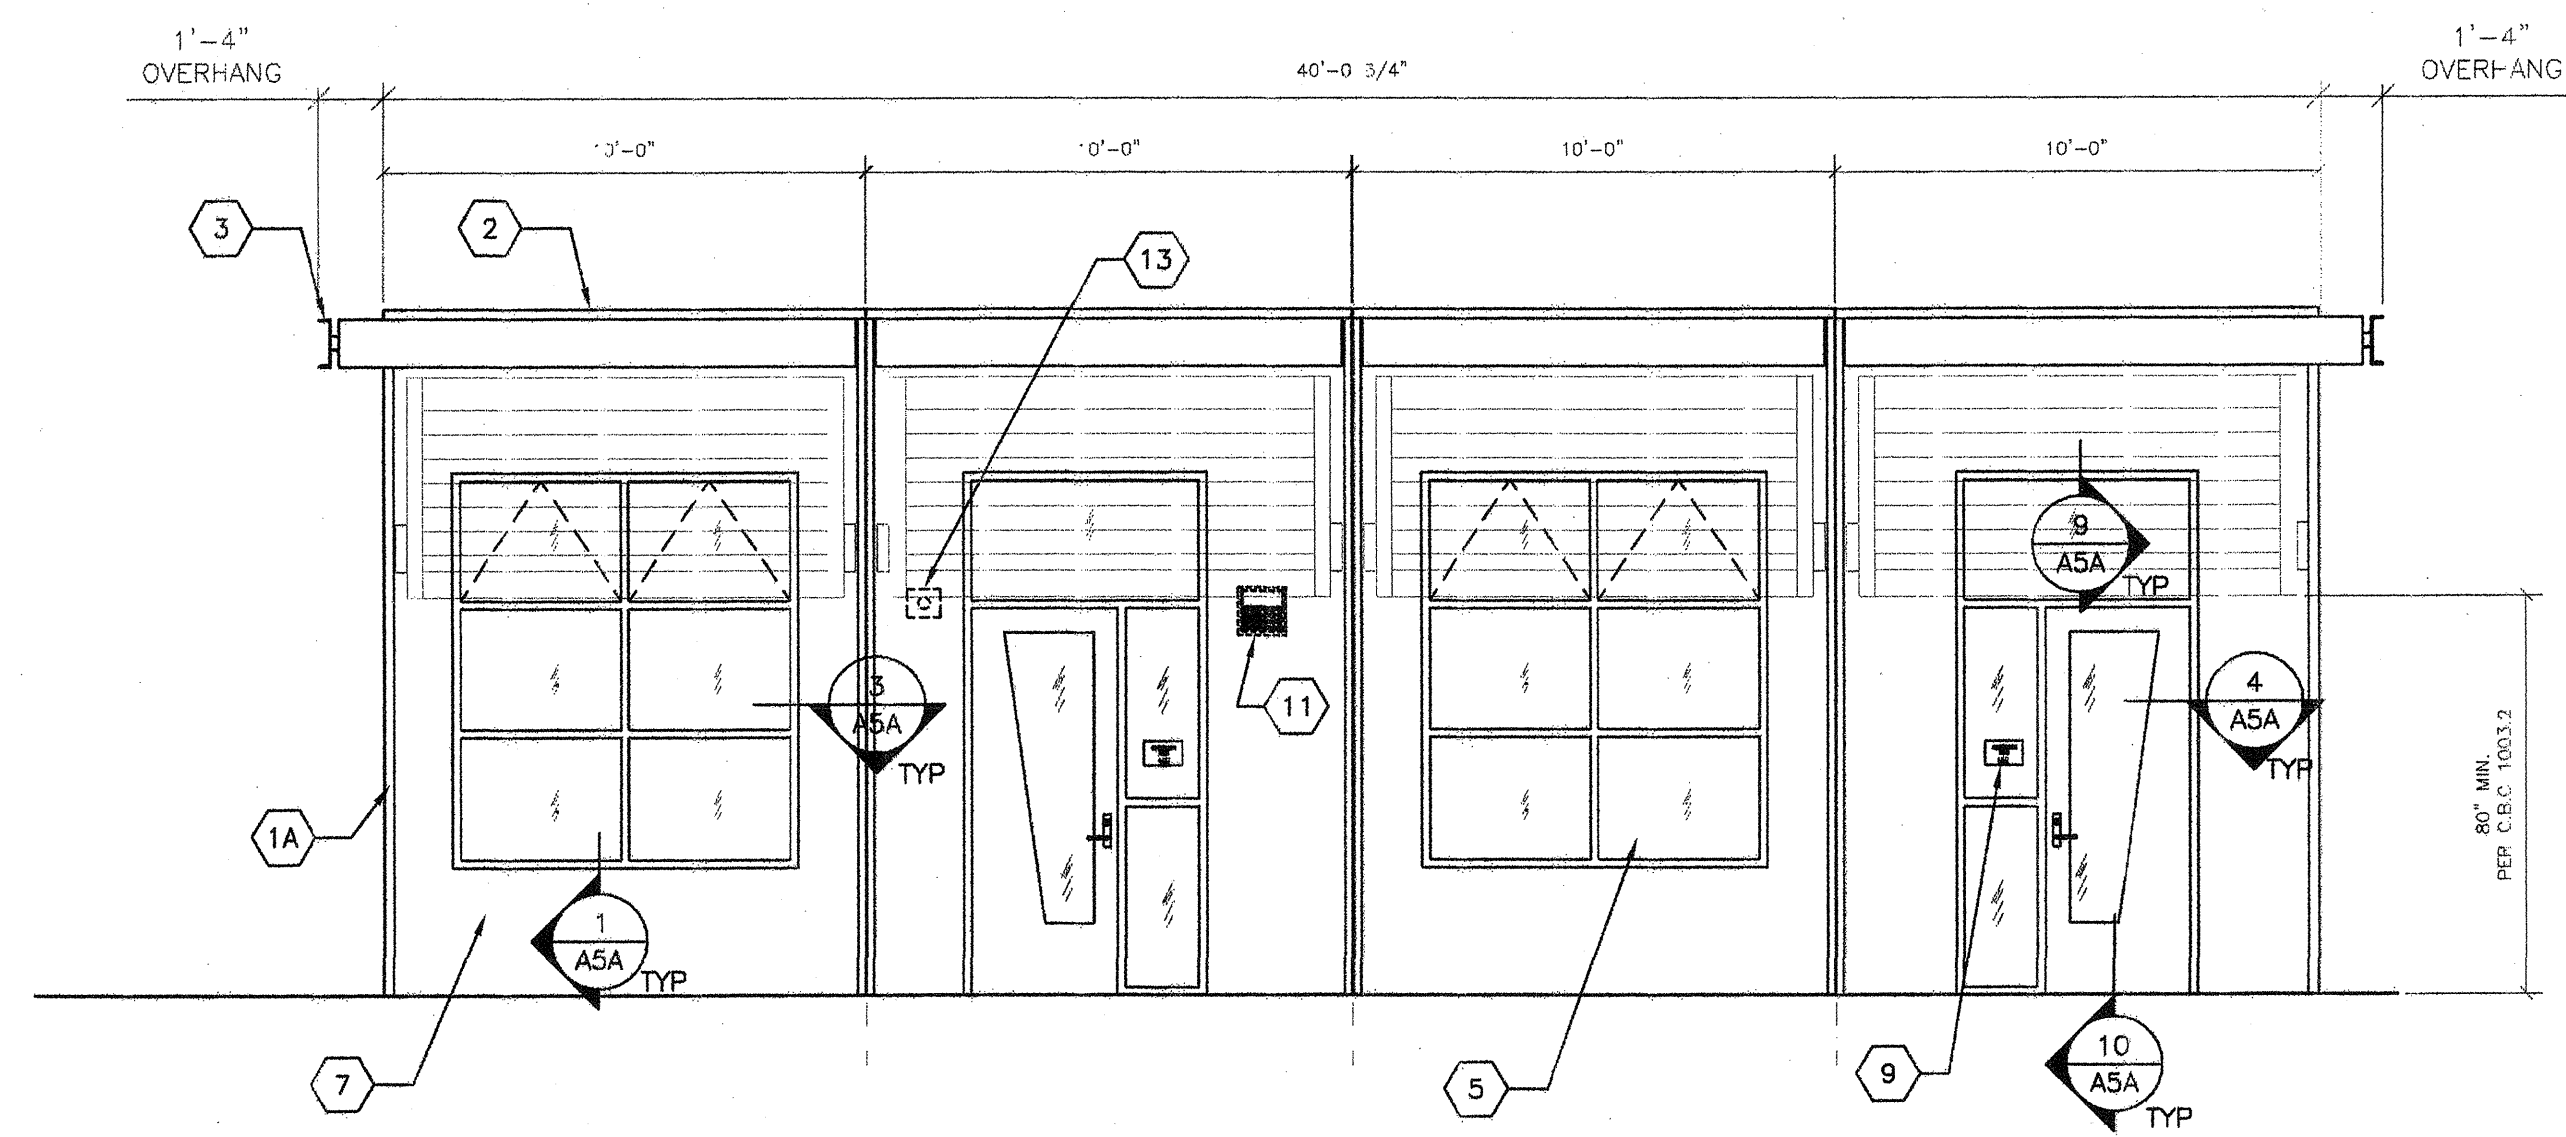 1'-4"
OVERHANG
40'-0 3/4"
1'-4"
OVERHANG
10'-0"
10'-0"
10'-0"
10'-0"
3
2
13
9
A5A
TYP
3
A5A
TYP
11
4
A5A
TYP
80" MIN.
PER C.B.C. 1003.2
1A
1
A5A
TYP
7
5
9
10
A5A
TYP